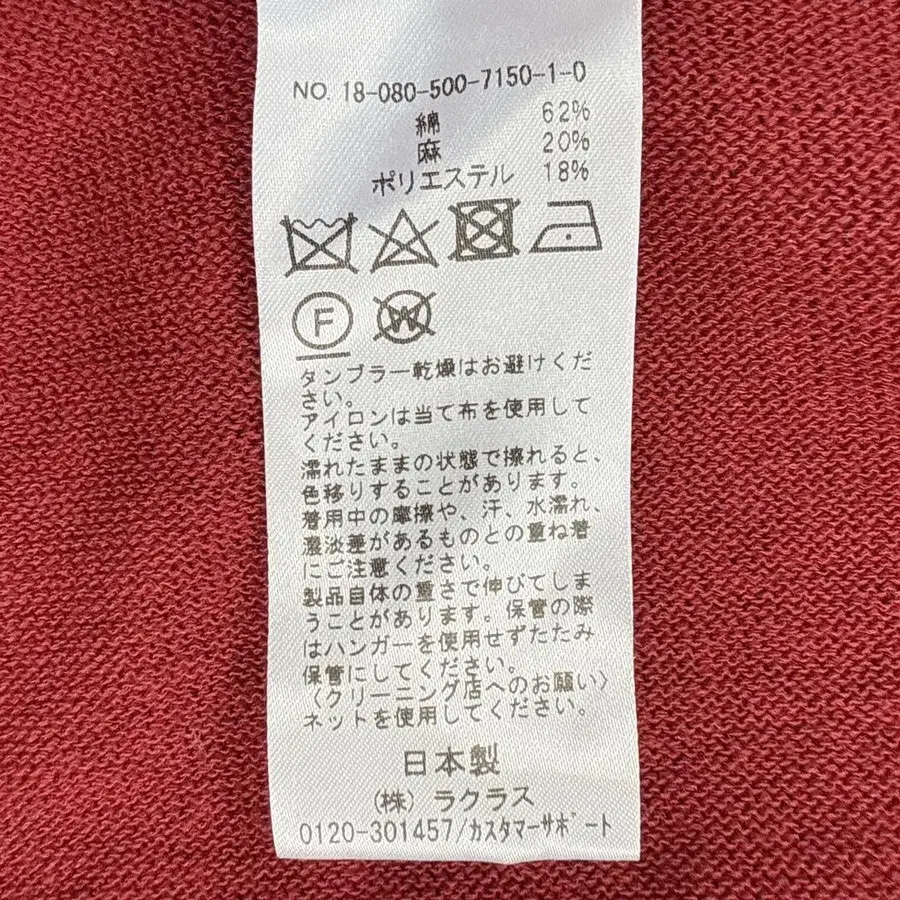 NO. 18-080-500-7150-1-0
綿 62%
麻 20%
ポリエステル 18%
F W
タンブラー乾燥はお避けくだ
さい。
アイロンは当て布を使用して
ください。
濡れたままの状態で擦れると、
色移りすることがあります。
着用中の摩擦や、汗、水濡れ、
濃淡差があるものとの重ね着
にご注意ください。
製品自体の重さで伸びてしま
うことがあります。保管の際
はハンガーを使用せずたたみ
保管にしてください。
〈クリーニング店へのお願い〉
ネットを使用してください。
日本製
(株) ラクラス
0120-301457/カスタマーサポート